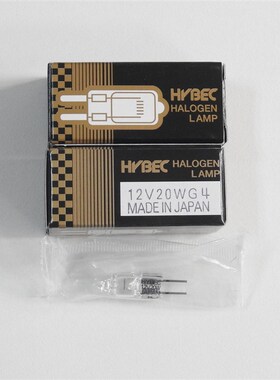 HYBEC
HALOGEN
LAMP
HYBEC HALOGEN
LAMP
12V20WG4
MADE IN JAPAN